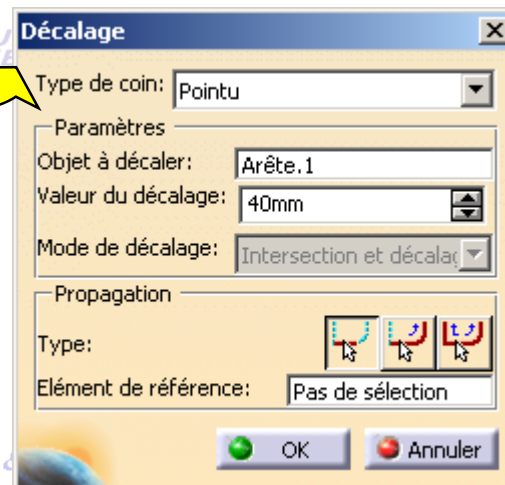 Décalage
Type de coin: Pointu
Paramètres
Objet à décaler: Arête.1
Valeur du décalage: 40mm
Mode de décalage: Intersection et décalaç
Propagation
Type:
Elément de référence: Pas de sélection
OK Annuler